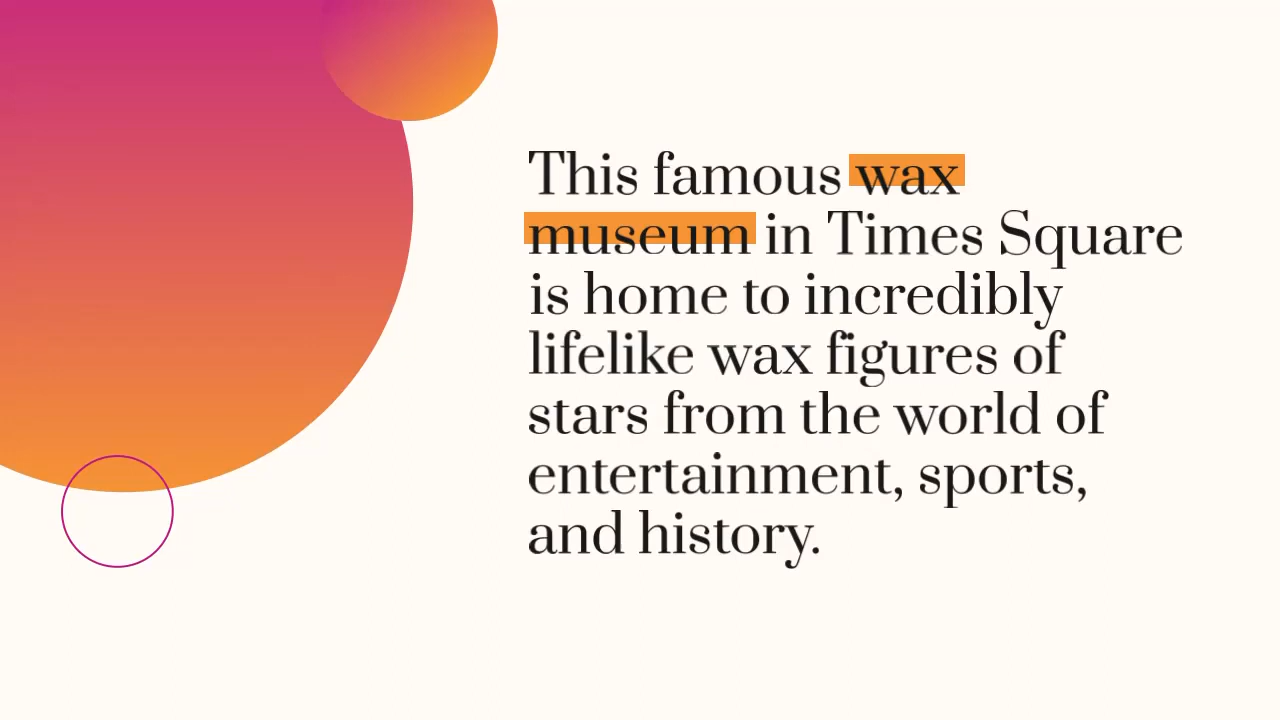 This famous wax
museum in Times Square
is home to incredibly
lifelike wax figures of
stars from the world of
entertainment, sports,
and history.